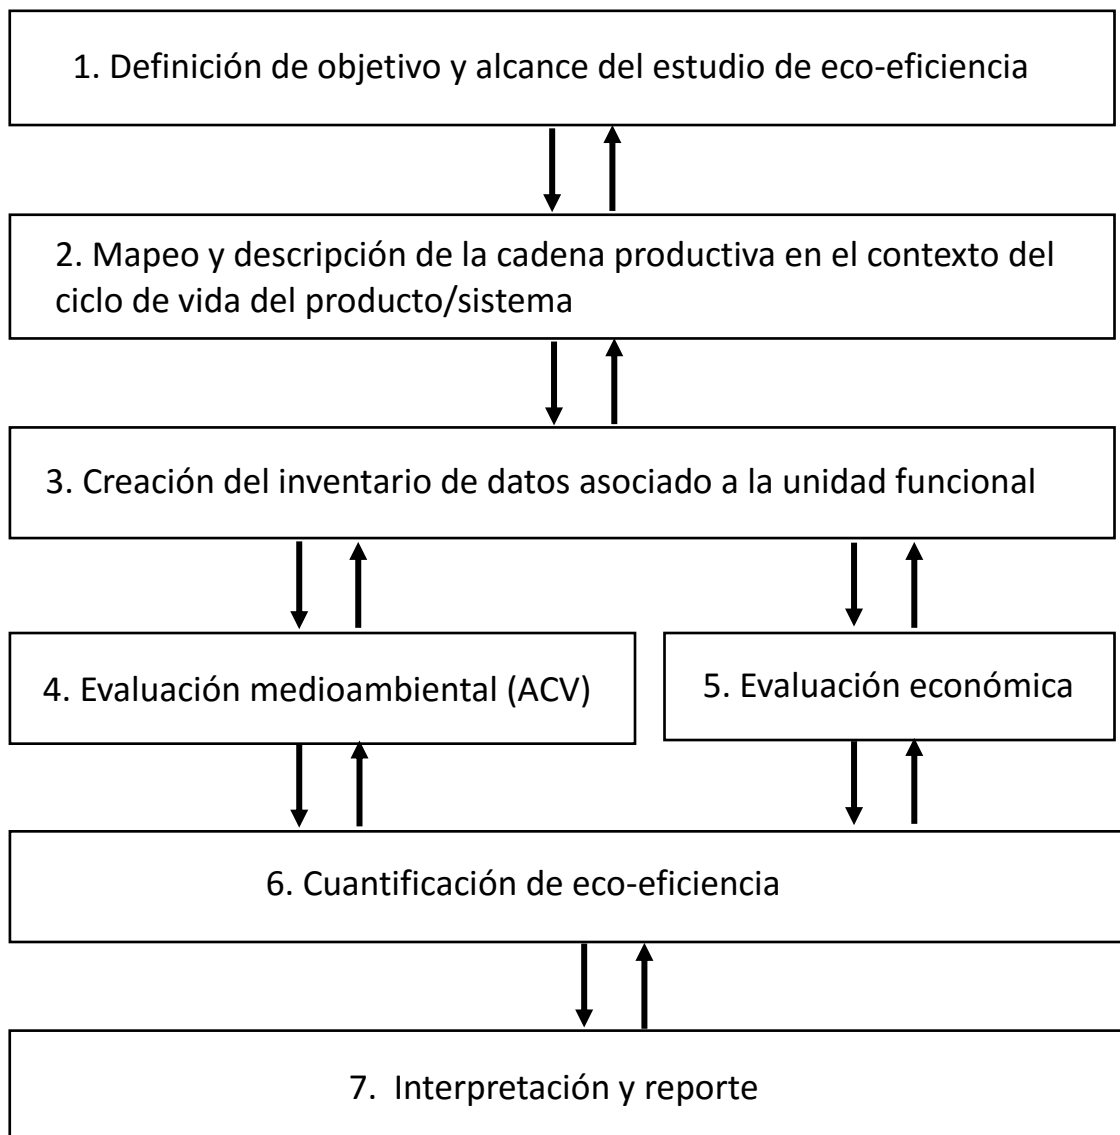 1. Definición de objetivo y alcance del estudio de eco-eficiencia
2. Mapeo y descripción de la cadena productiva en el contexto del
ciclo de vida del producto/sistema
3. Creación del inventario de datos asociado a la unidad funcional
4. Evaluación medioambiental (ACV)
5. Evaluación económica
6. Cuantificación de eco-eficiencia
7. Interpretación y reporte